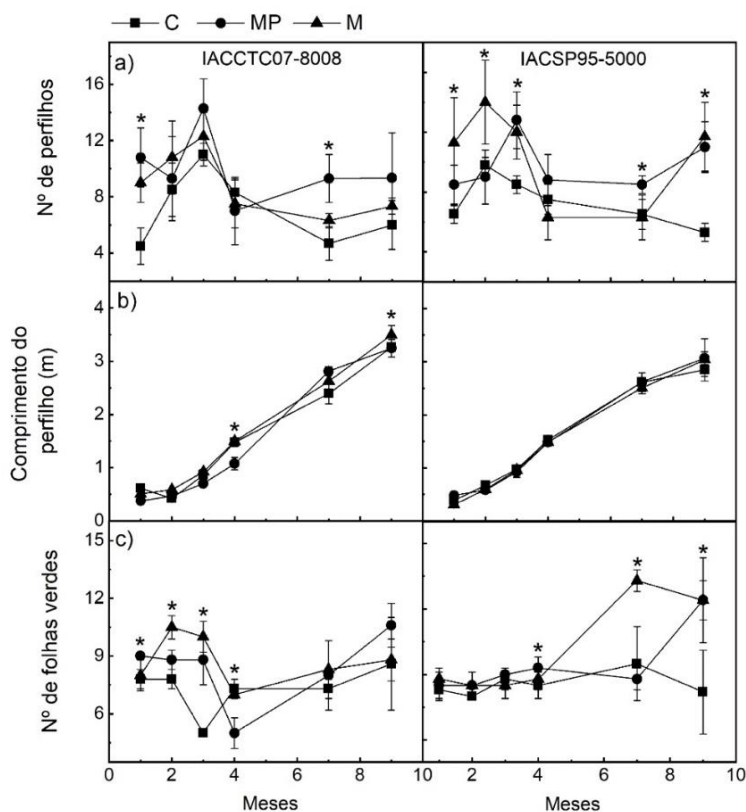 C MP M
a) IACCTC07-8008 IACSP95-5000
Nº de perfilhos
16
12
8
4
* * * * * * *
b)
Comprimento do perfilho (m)
4
3
2
1
0
* *
c)
Nº de folhas verdes
15
12
9
6
* * * * * * *
0 2 4 6 8 10 2 4 6 8 10
Meses Meses